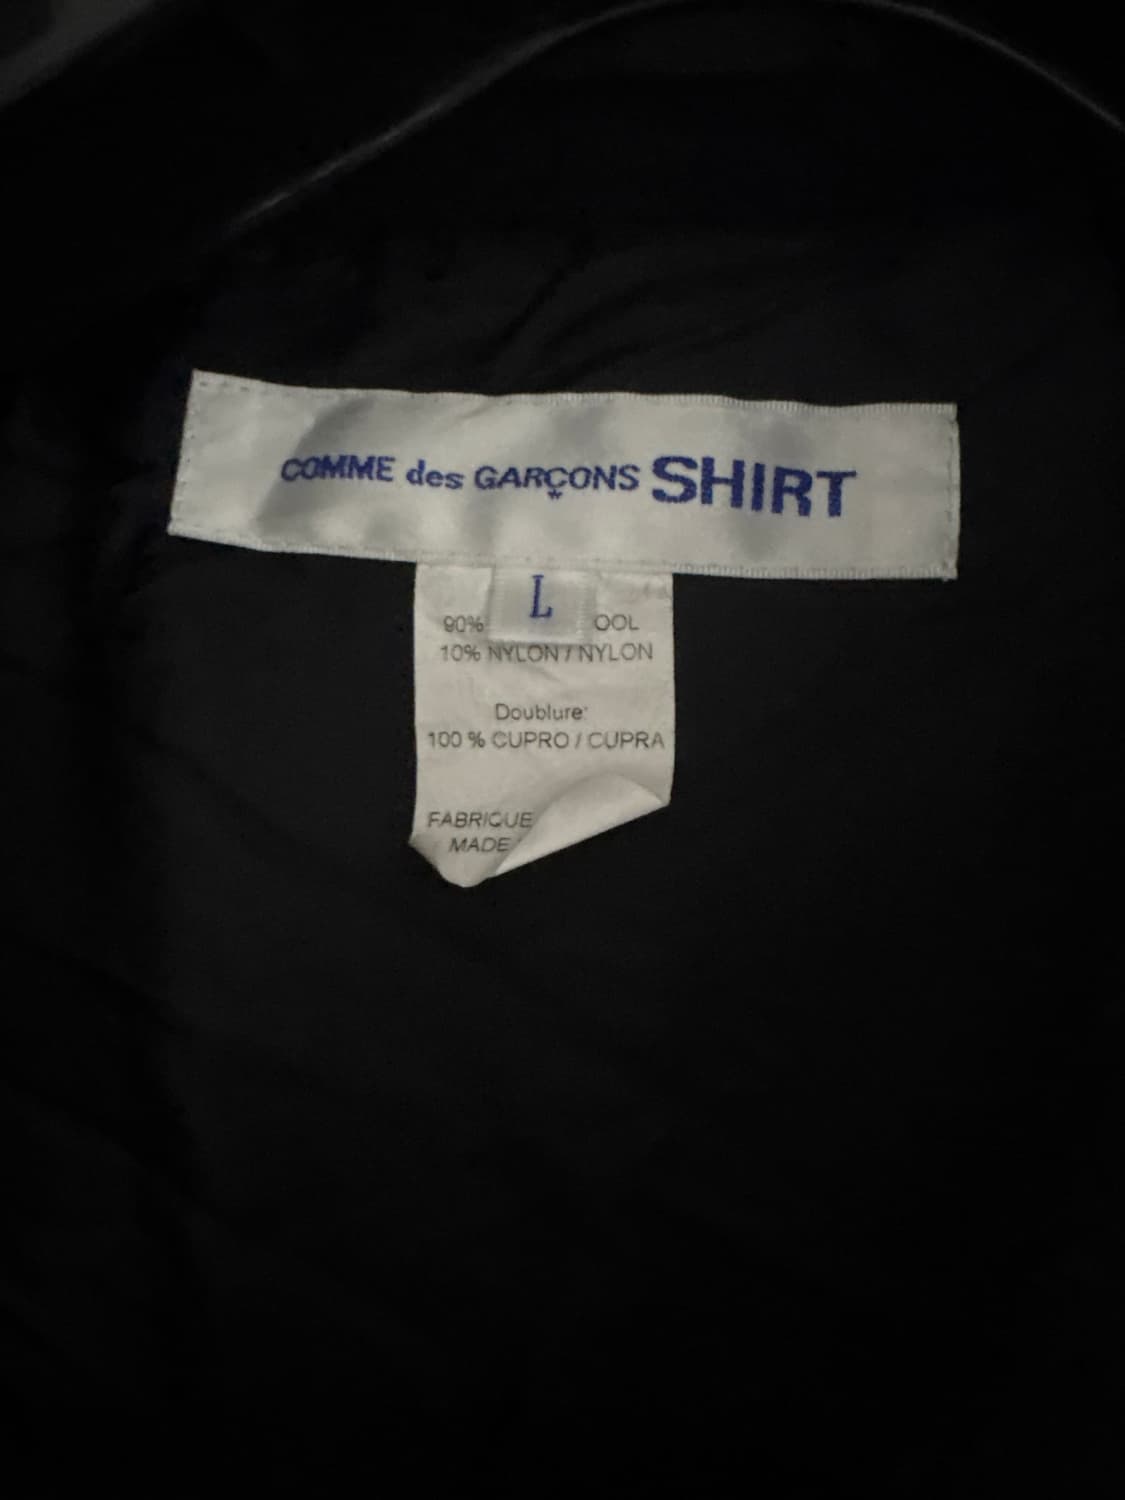 COMME des GARÇONS SHIRT
L
90% OOL
10% NYLON / NYLON
Doublure:
100 % CUPRO / CUPRA
FABRIQUE
MADE